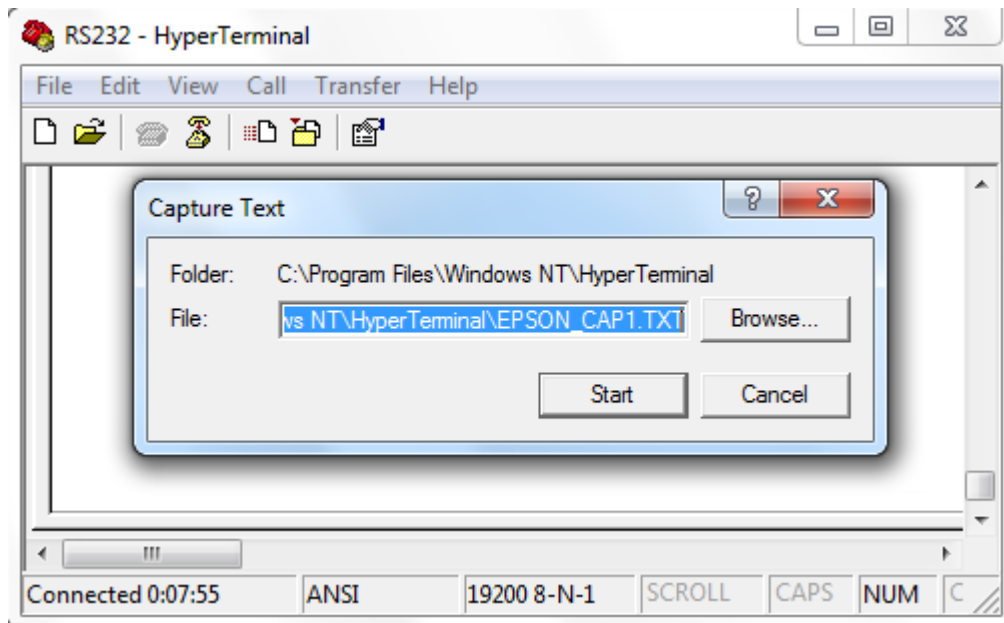 RS232 - HyperTerminal
File Edit View Call Transfer Help
Capture Text
Folder: C:\Program Files\Windows NT\HyperTerminal
File: ws NT\HyperTerminal\EPSON_CAP1.TXT Browse...
Start Cancel
Connected 0:07:55 ANSI 19200 8-N-1 SCROLL CAPS NUM C